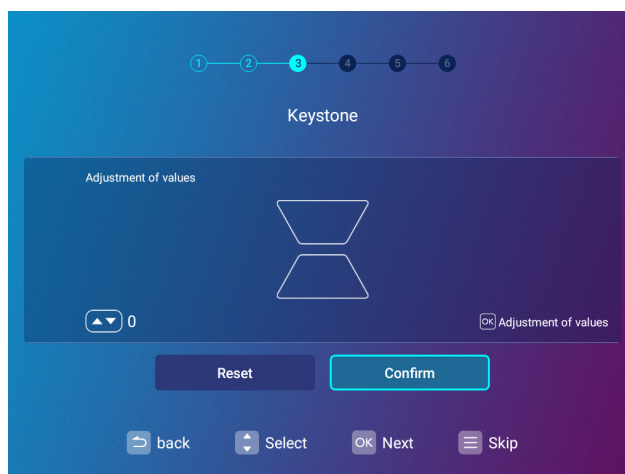 1 2 3 4 5 6
Keystone
Adjustment of values
0
OK Adjustment of values
Reset Confirm
back Select OK Next Skip